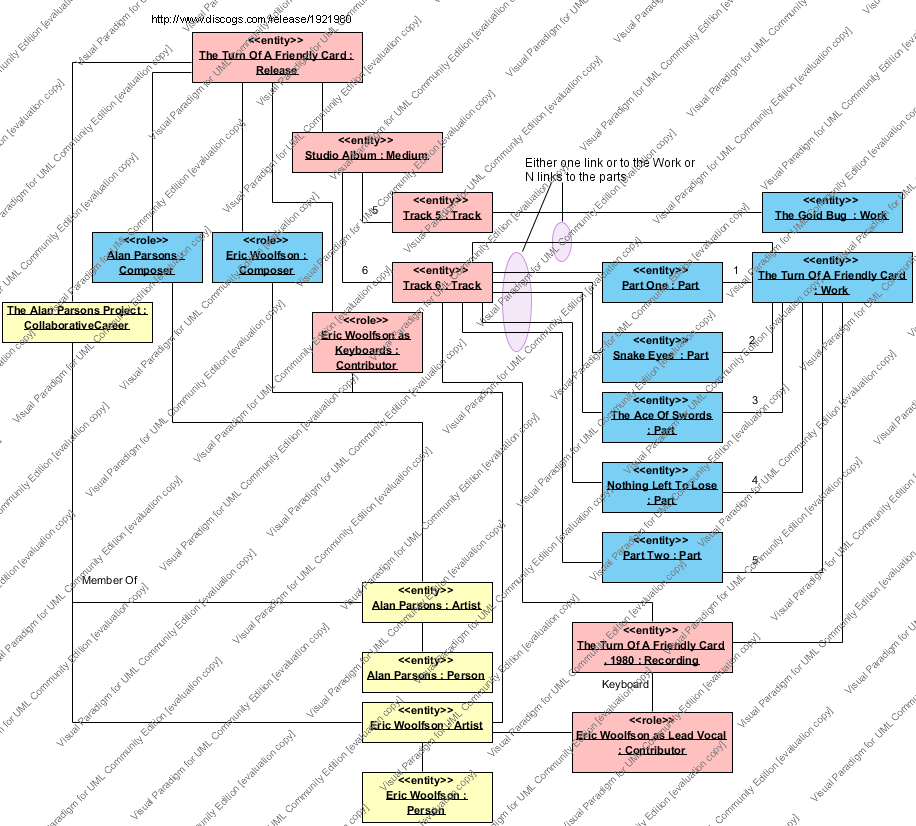 http://www.discogs.com/release/1921980
<<entity>>
The Turn Of A Friendly Card :
Release
<<entity>>
Studio Album : Medium
Either one link or to the Work or
N links to the parts.
5
<<entity>>
Track 5 : Track
<<entity>>
The Gold Bug : Work
<<role>>
Alan Parsons :
Composer
<<role>>
Eric Woolfson :
Composer
6
<<entity>>
Track 6 : Track
<<entity>>
Part One : Part
1
<<entity>>
The Turn Of A Friendly Card
: Work
The Alan Parsons Project :
CollaborativeCareer
<<role>>
Eric Woolfson as
Keyboards :
Contributor
<<entity>>
Snake Eyes : Part
2
<<entity>>
The Ace Of Swords
: Part
3
<<entity>>
Nothing Left To Lose
: Part
4
<<entity>>
Part Two : Part
5
Member Of
<<entity>>
Alan Parsons : Artist
<<entity>>
The Turn Of A Friendly Card
, 1980 : Recording
<<entity>>
Alan Parsons : Person
Keyboard
<<entity>>
Eric Woolfson : Artist
<<role>>
Eric Woolfson as Lead Vocal
: Contributor
<<entity>>
Eric Woolfson :
Person
Visual Paradigm for UML Community Edition [evaluation copy]